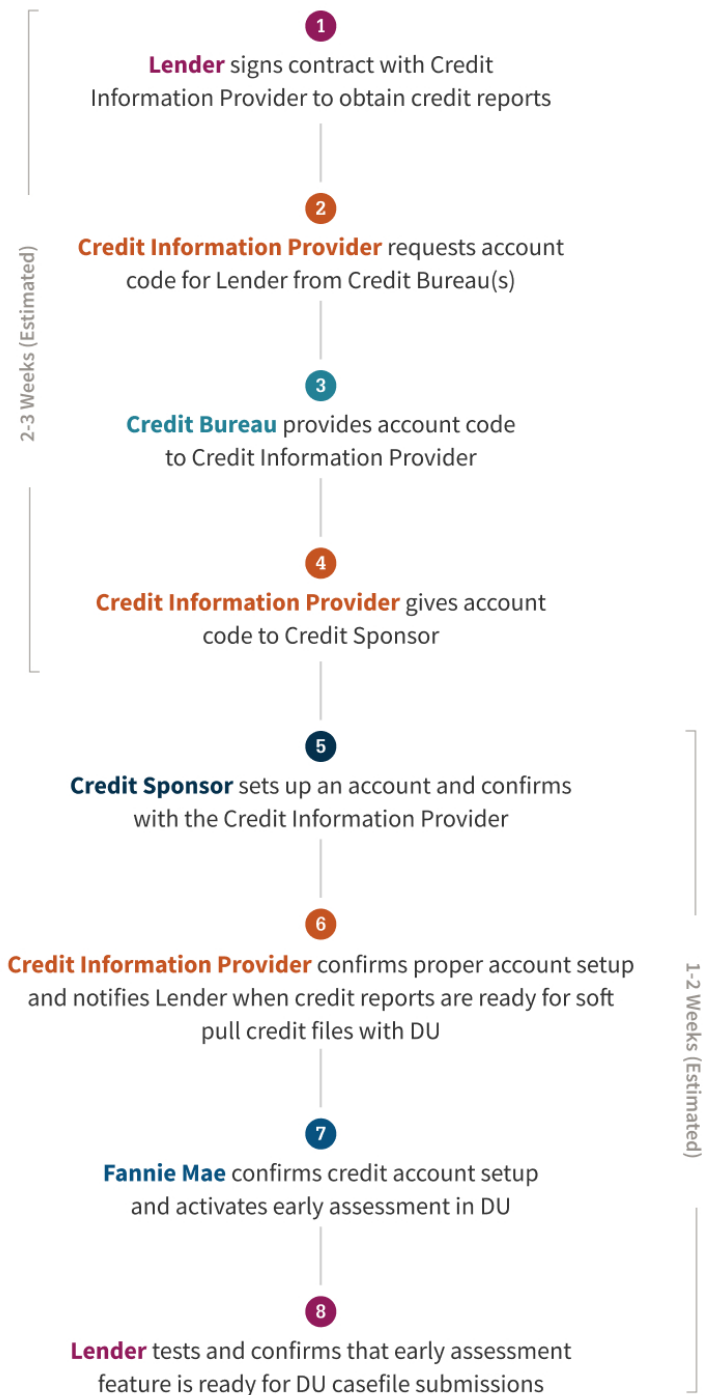 1
Lender signs contract with Credit
Information Provider to obtain credit reports
2
Credit Information Provider requests account
code for Lender from Credit Bureau(s)
2-3 Weeks (Estimated)
3
Credit Bureau provides account code
to Credit Information Provider
4
Credit Information Provider gives account
code to Credit Sponsor
5
Credit Sponsor sets up an account and confirms
with the Credit Information Provider
6
Credit Information Provider confirms proper account setup
and notifies Lender when credit reports are ready for soft
pull credit files with DU
1-2 Weeks (Estimated)
7
Fannie Mae confirms credit account setup
and activates early assessment in DU
8
Lender tests and confirms that early assessment
feature is ready for DU casefile submissions